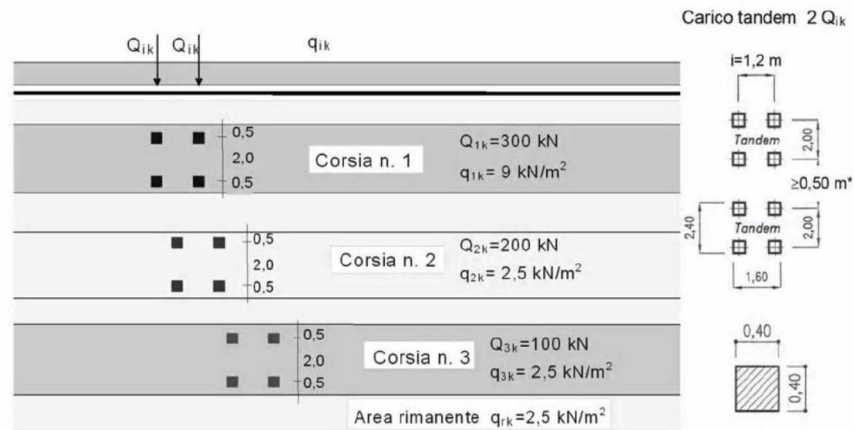 Carico tandem 2 Qik
Qik Qik qik
i=1,2 m
Tandem
2,00
≥0,50 m*
Tandem
2,40
2,00
1,60
0,40
0,40
0,5
2,0
0,5
Corsia n. 1
Q1k=300 kN
q1k= 9 kN/m²
0,5
2,0
0,5
Corsia n. 2
Q2k=200 kN
q2k= 2,5 kN/m²
0,5
2,0
0,5
Corsia n. 3
Q3k=100 kN
q3k= 2,5 kN/m²
Area rimanente qrk=2,5 kN/m²